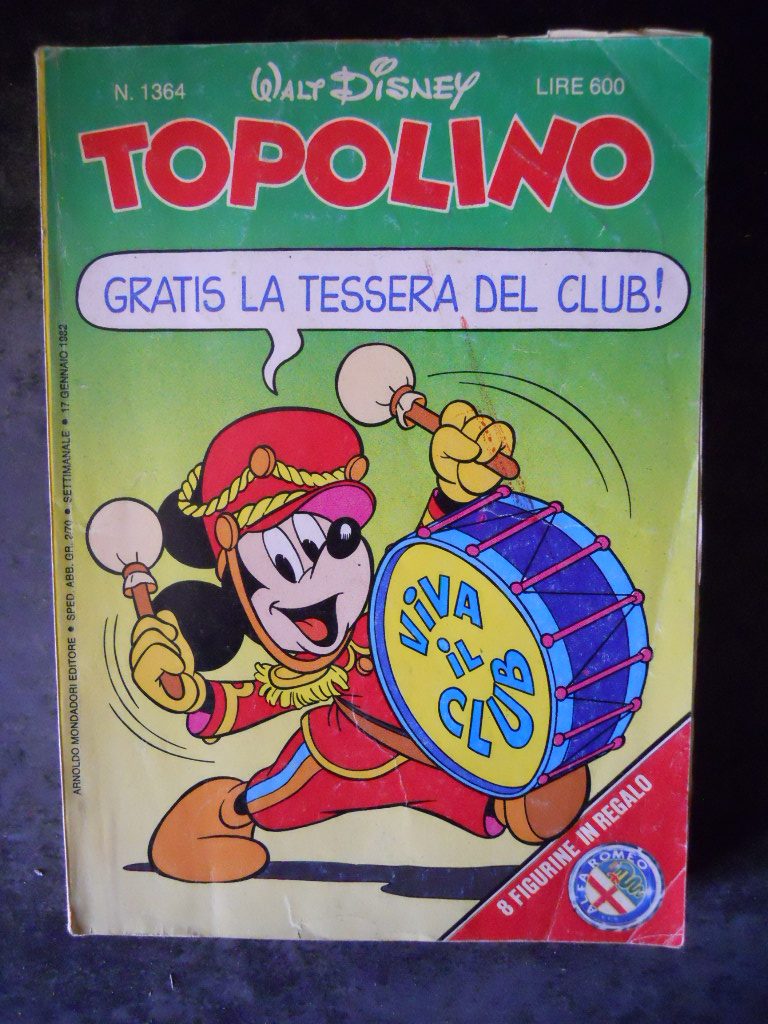 N. 1364
WALT DISNEY
LIRE 600
TOPOLINO
GRATIS LA TESSERA DEL CLUB!
ARNOLDO MONDADORI EDITORE • SPED. ABB. GR. 2/70 • SETTIMANALE • 17 GENNAIO 1982
VIVA
IL
CLUB
8 FIGURINE IN REGALO
ALFA ROMEO